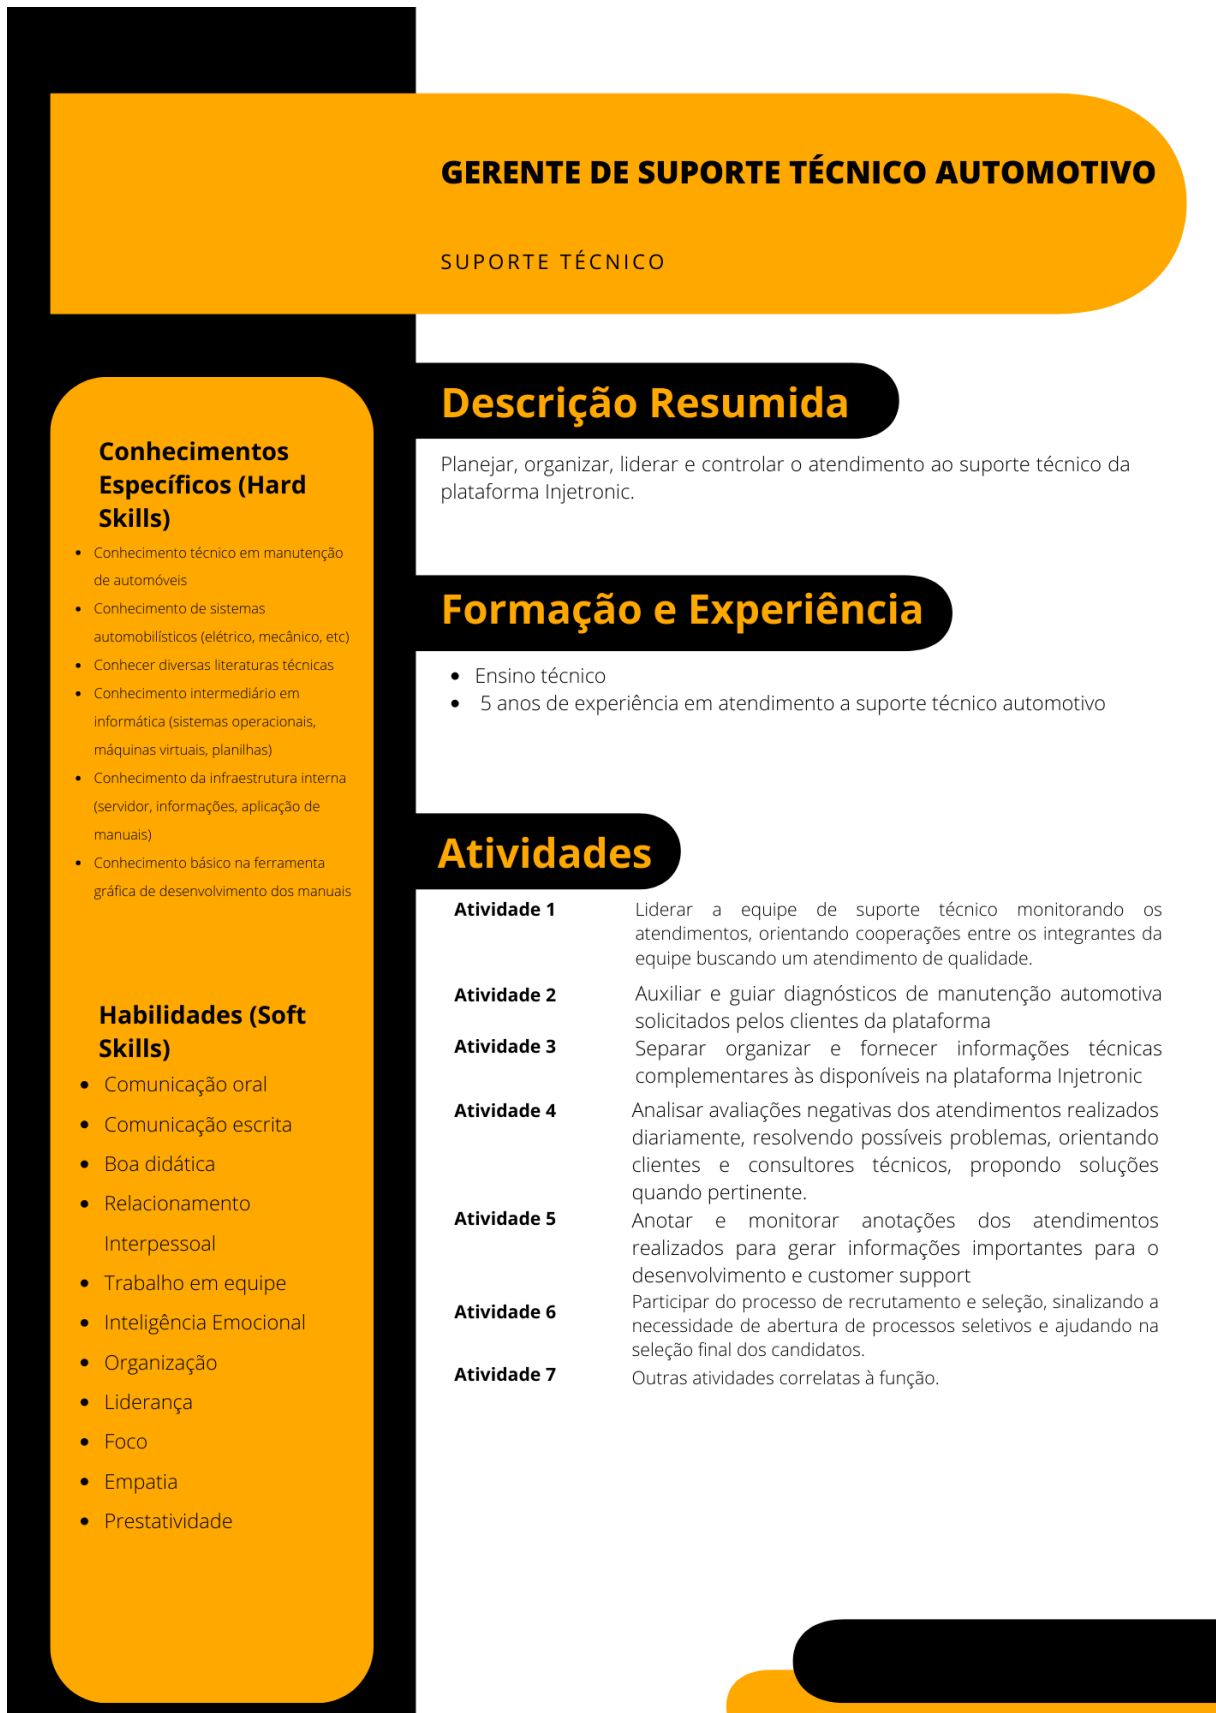 GERENTE DE SUPORTE TÉCNICO AUTOMOTIVO
SUPORTE TÉCNICO
Conhecimentos
Específicos (Hard
Skills)
• Conhecimento técnico em manutenção
de automóveis
• Conhecimento de sistemas
automobilísticos (elétrico, mecânico, etc)
• Conhecer diversas literaturas técnicas
• Conhecimento intermediário em
informática (sistemas operacionais,
máquinas virtuais, planilhas)
• Conhecimento da infraestrutura interna
(servidor, informações, aplicação de
manuais)
• Conhecimento básico na ferramenta
gráfica de desenvolvimento dos manuais
Habilidades (Soft
Skills)
• Comunicação oral
• Comunicação escrita
• Boa didática
• Relacionamento
Interpessoal
• Trabalho em equipe
• Inteligência Emocional
• Organização
• Liderança
• Foco
• Empatia
• Prestatividade
Descrição Resumida
Planejar, organizar, liderar e controlar o atendimento ao suporte técnico da
plataforma Injetronic.
Formação e Experiência
• Ensino técnico
• 5 anos de experiência em atendimento a suporte técnico automotivo
Atividades
Atividade 1 Liderar a equipe de suporte técnico monitorando os
atendimentos, orientando cooperações entre os integrantes da
equipe buscando um atendimento de qualidade.
Atividade 2 Auxiliar e guiar diagnósticos de manutenção automotiva
solicitados pelos clientes da plataforma
Atividade 3 Separar organizar e fornecer informações técnicas
complementares às disponíveis na plataforma Injetronic
Atividade 4 Analisar avaliações negativas dos atendimentos realizados
diariamente, resolvendo possíveis problemas, orientando
clientes e consultores técnicos, propondo soluções
quando pertinente.
Atividade 5 Anotar e monitorar anotações dos atendimentos
realizados para gerar informações importantes para o
desenvolvimento e customer support
Atividade 6 Participar do processo de recrutamento e seleção, sinalizando a
necessidade de abertura de processos seletivos e ajudando na
seleção final dos candidatos.
Atividade 7 Outras atividades correlatas à função.